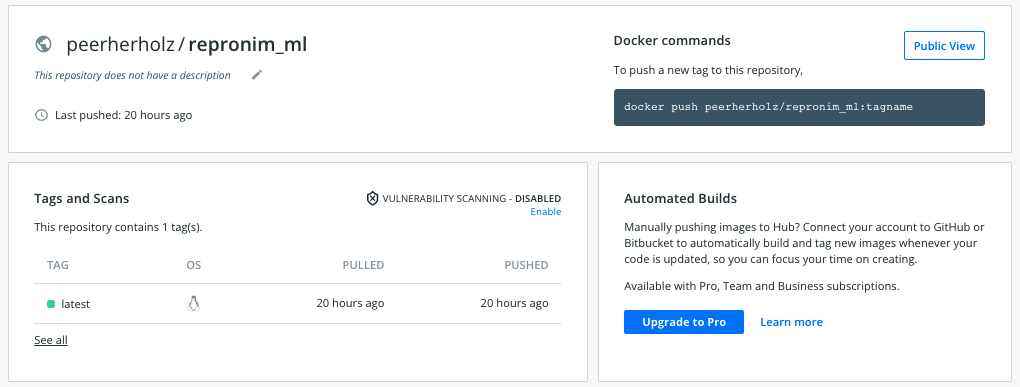 peerherholz / repronim_ml
This repository does not have a description
Last pushed: 20 hours ago
Docker commands
Public View
To push a new tag to this repository,
docker push peerherholz/repronim_ml:tagname
Tags and Scans
VULNERABILITY SCANNING - DISABLED
Enable
This repository contains 1 tag(s).
TAG OS PULLED PUSHED
latest 20 hours ago 20 hours ago
See all
Automated Builds
Manually pushing images to Hub? Connect your account to GitHub or
Bitbucket to automatically build and tag new images whenever your
code is updated, so you can focus your time on creating.
Available with Pro, Team and Business subscriptions.
Upgrade to Pro Learn more